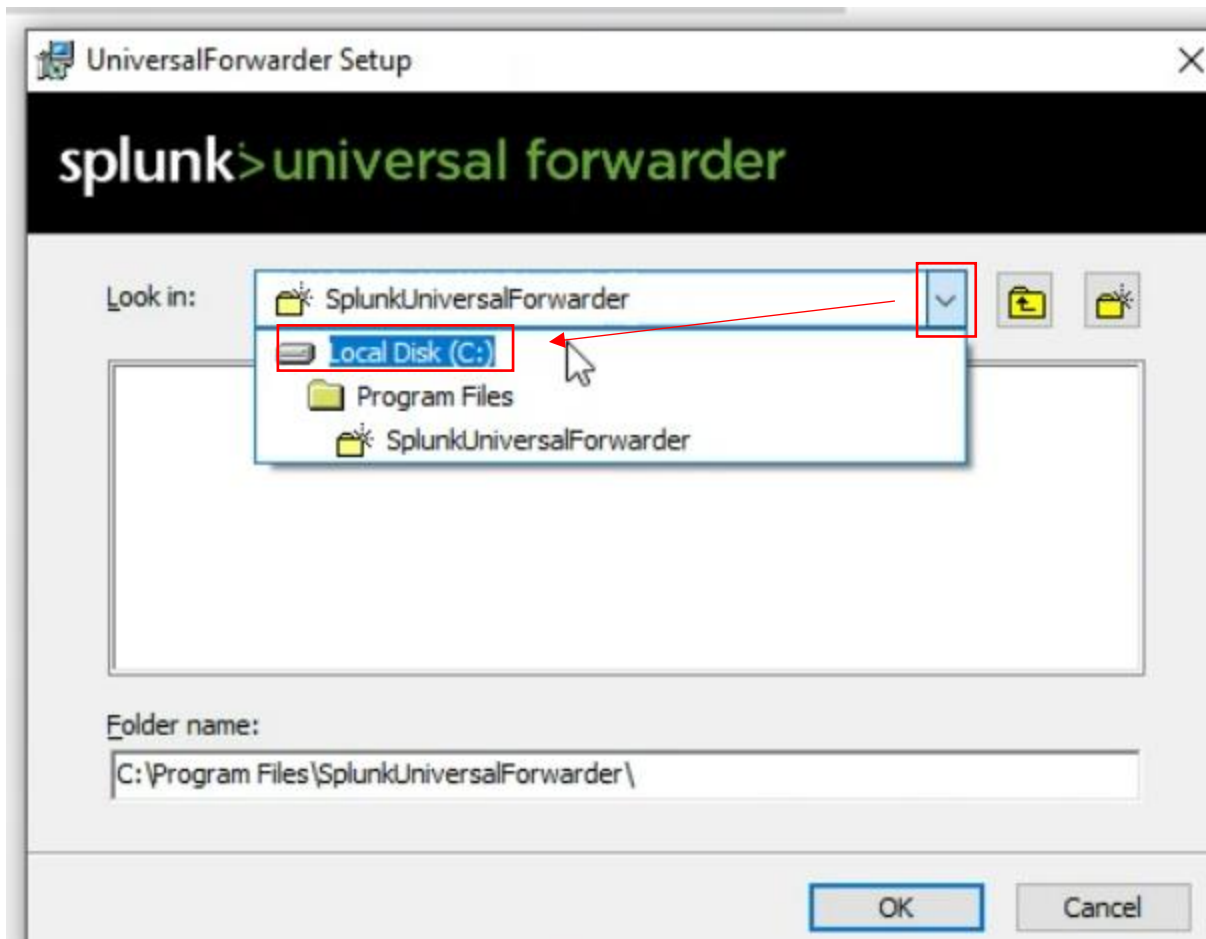 UniversalForwarder Setup
splunk>universal forwarder
Look in:
SplunkUniversalForwarder
Local Disk (C:)
Program Files
SplunkUniversalForwarder
Folder name:
C:\Program Files\SplunkUniversalForwarder\
OK
Cancel